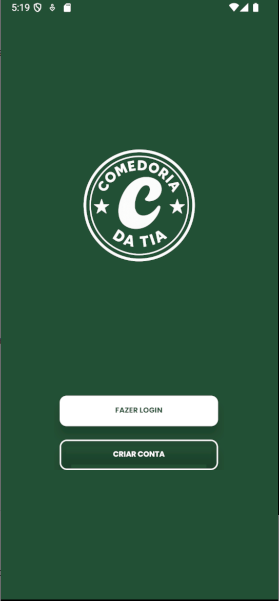 5:19
COMEDORIA
C
DA TIA
FAZER LOGIN
CRIAR CONTA